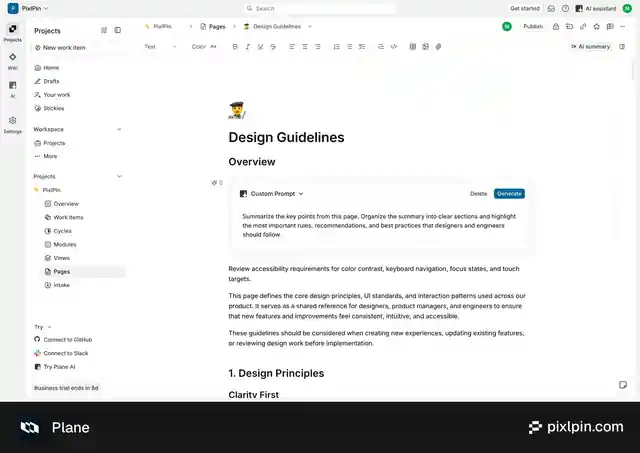 P PixlPin
Search
Get started
AI assistant
M
Projects
Wiki
AI
Settings
Projects
New work item
Home
Drafts
Your work
Stickies
Workspace
Projects
More
Projects
PixlPin
Overview
Work items
Cycles
Modules
Views
Pages
Intake
Try
Connect to GitHub
Connect to Slack
Try Plane AI
Business trial ends in 9d
PixlPin
Pages
Design Guidelines
M
Publish
Text
Color Aa
B I U S
AI summary
Design Guidelines
Overview
Custom Prompt
Delete
Generate
Summarize the key points from this page. Organize the summary into clear sections and highlight
the most important rules, recommendations, and best practices that designers and engineers
should follow
Review accessibility requirements for color contrast, keyboard navigation, focus states, and touch
targets.
This page defines the core design principles, UI standards, and interaction patterns used across our
product. It serves as a shared reference for designers, product managers, and engineers to ensure
that new features and improvements feel consistent, intuitive, and accessible.
These guidelines should be considered when creating new experiences, updating existing features,
or reviewing design work before implementation.
1. Design Principles
Clarity First
Plane
pixlpin.com